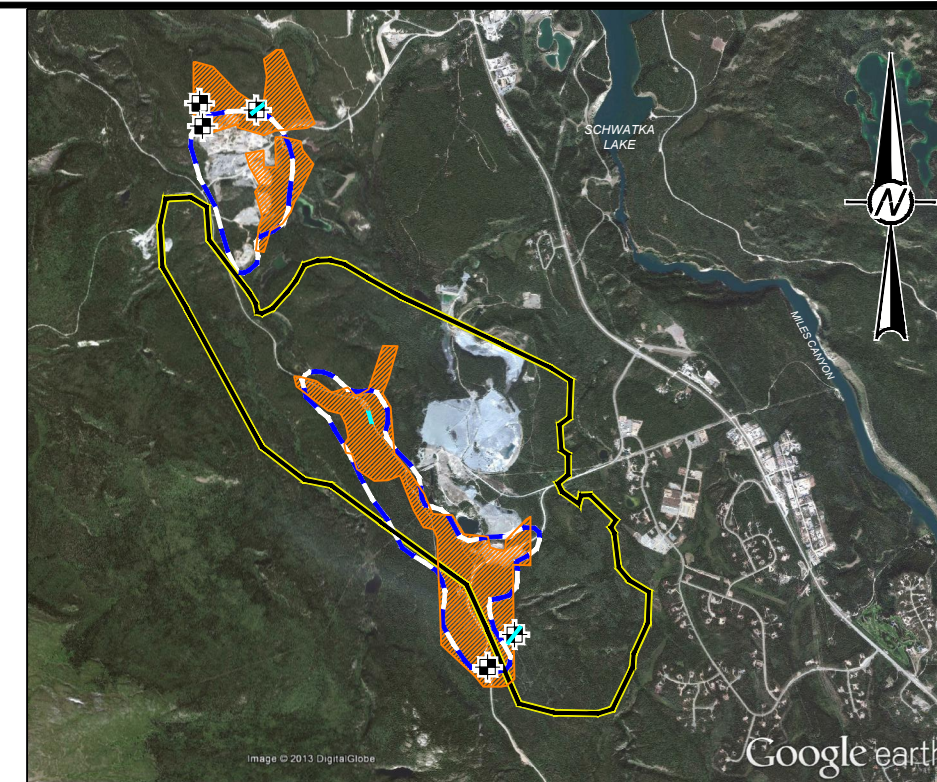 SCHWATKA
LAKE
N
MILES CANYON
Image © 2013 DigitalGlobe
Google earth